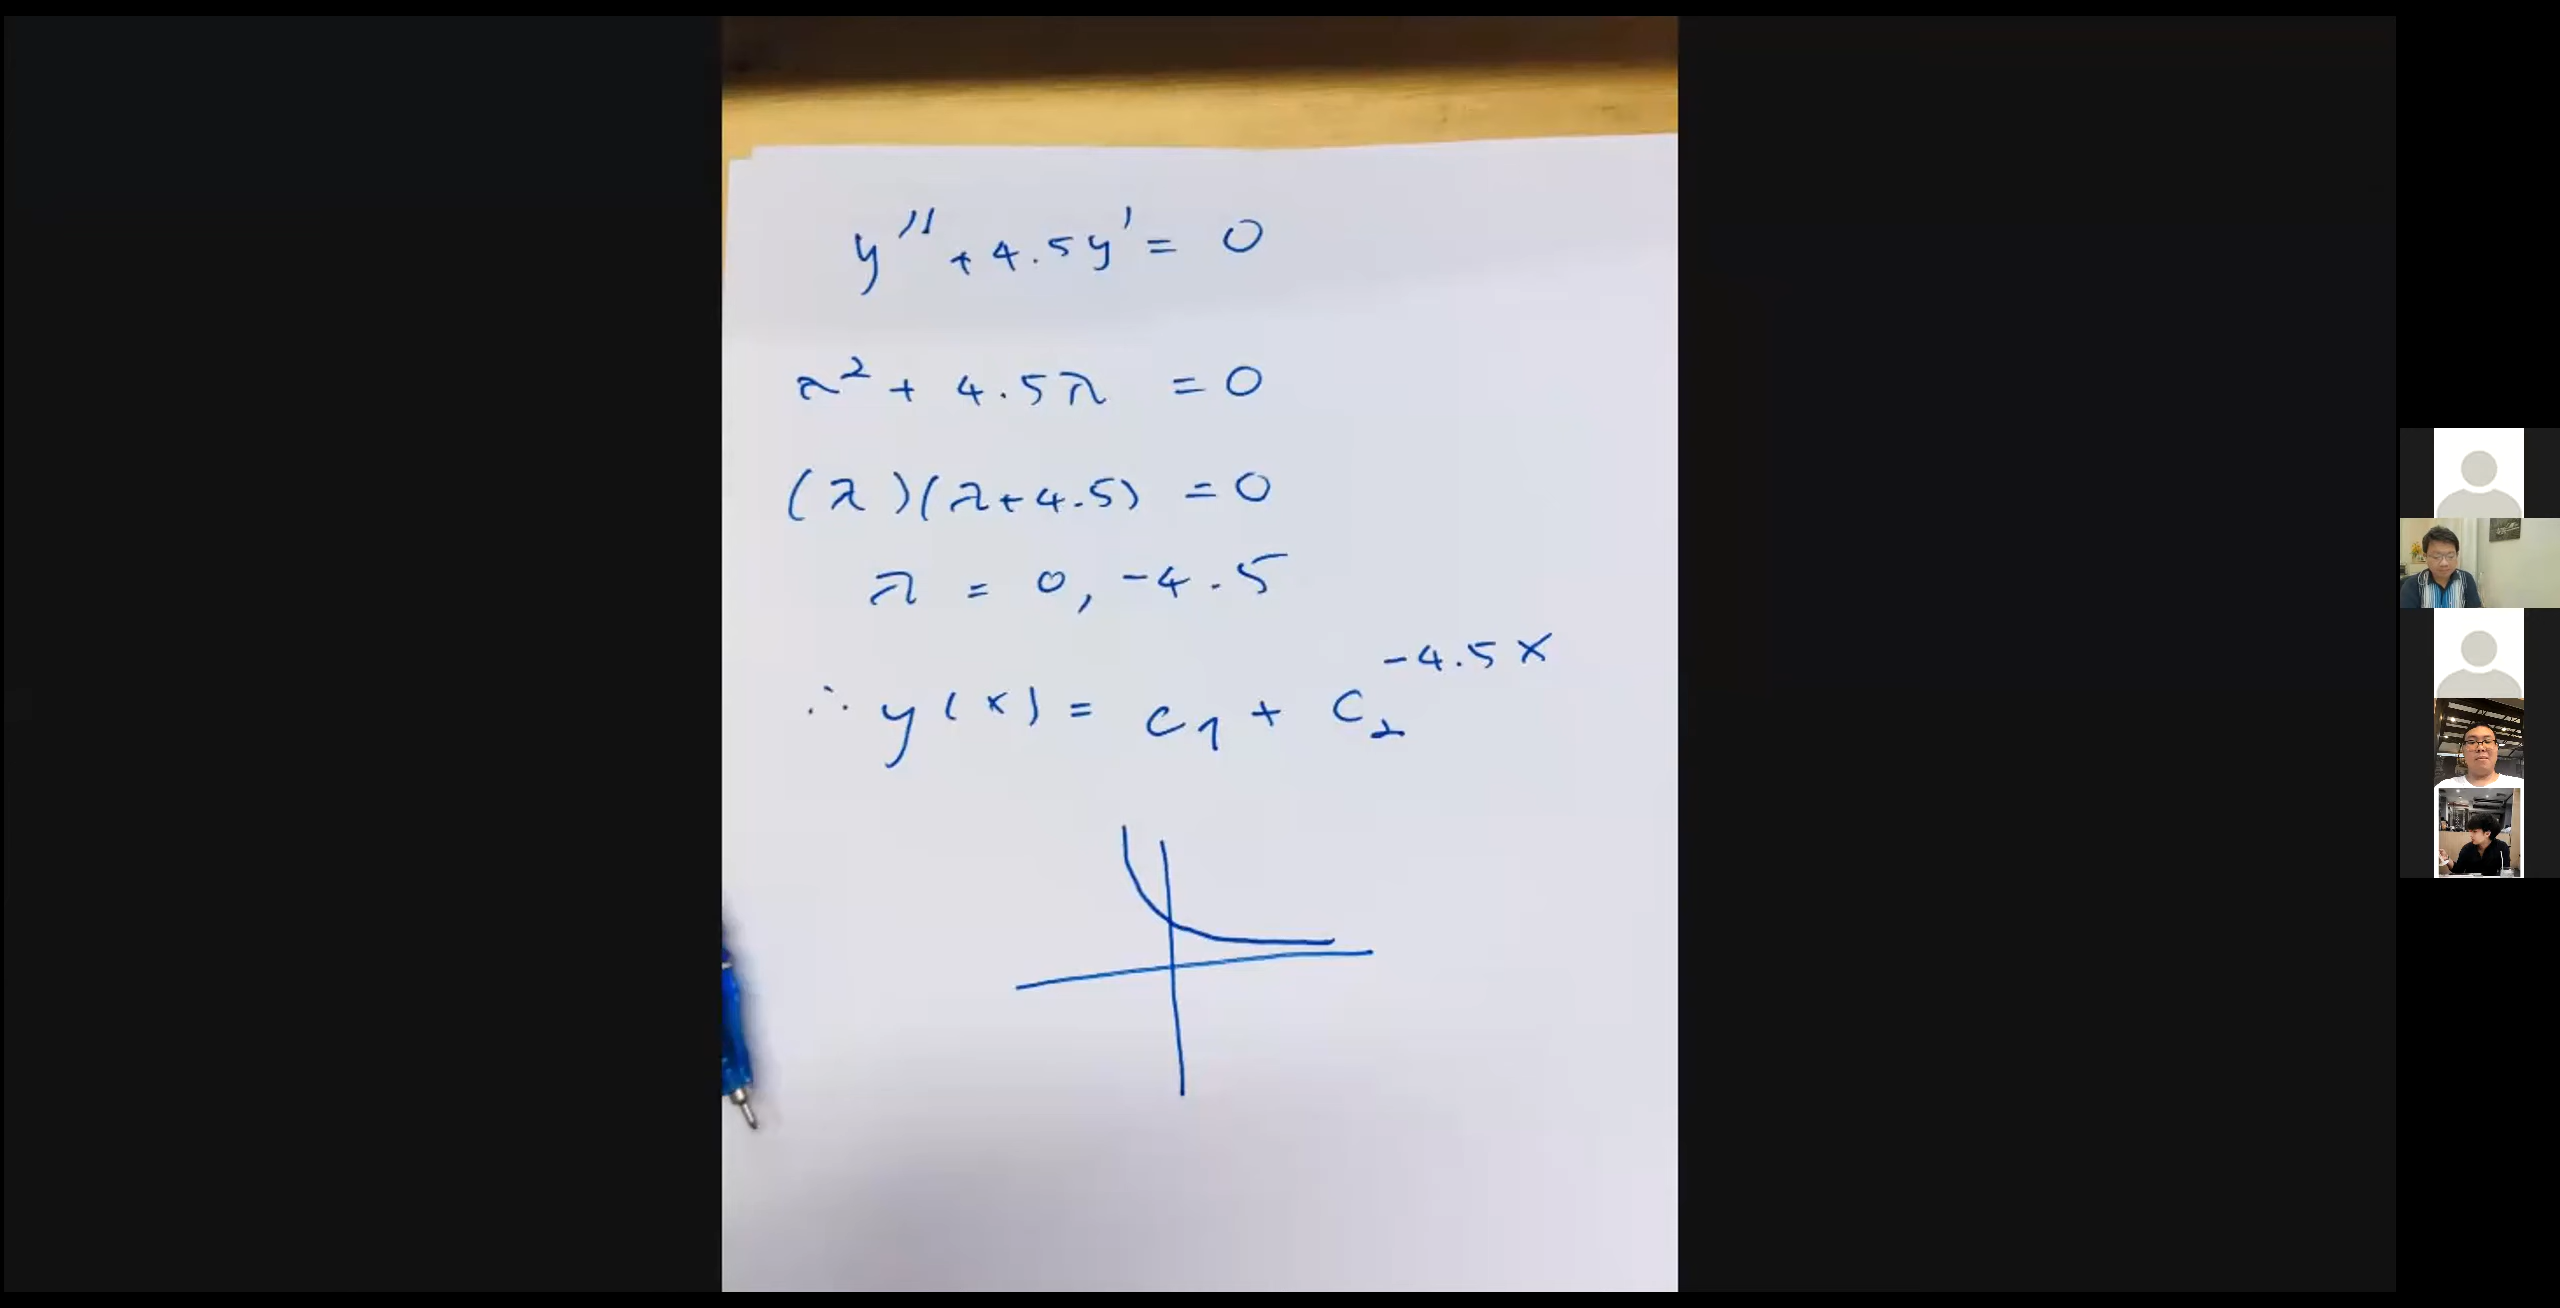 y'' + 4.5y' = 0
λ² + 4.5λ = 0
(λ)(λ+4.5) = 0
λ = 0, -4.5
∴ y(x) = c₁ + c₂^{-4.5x}